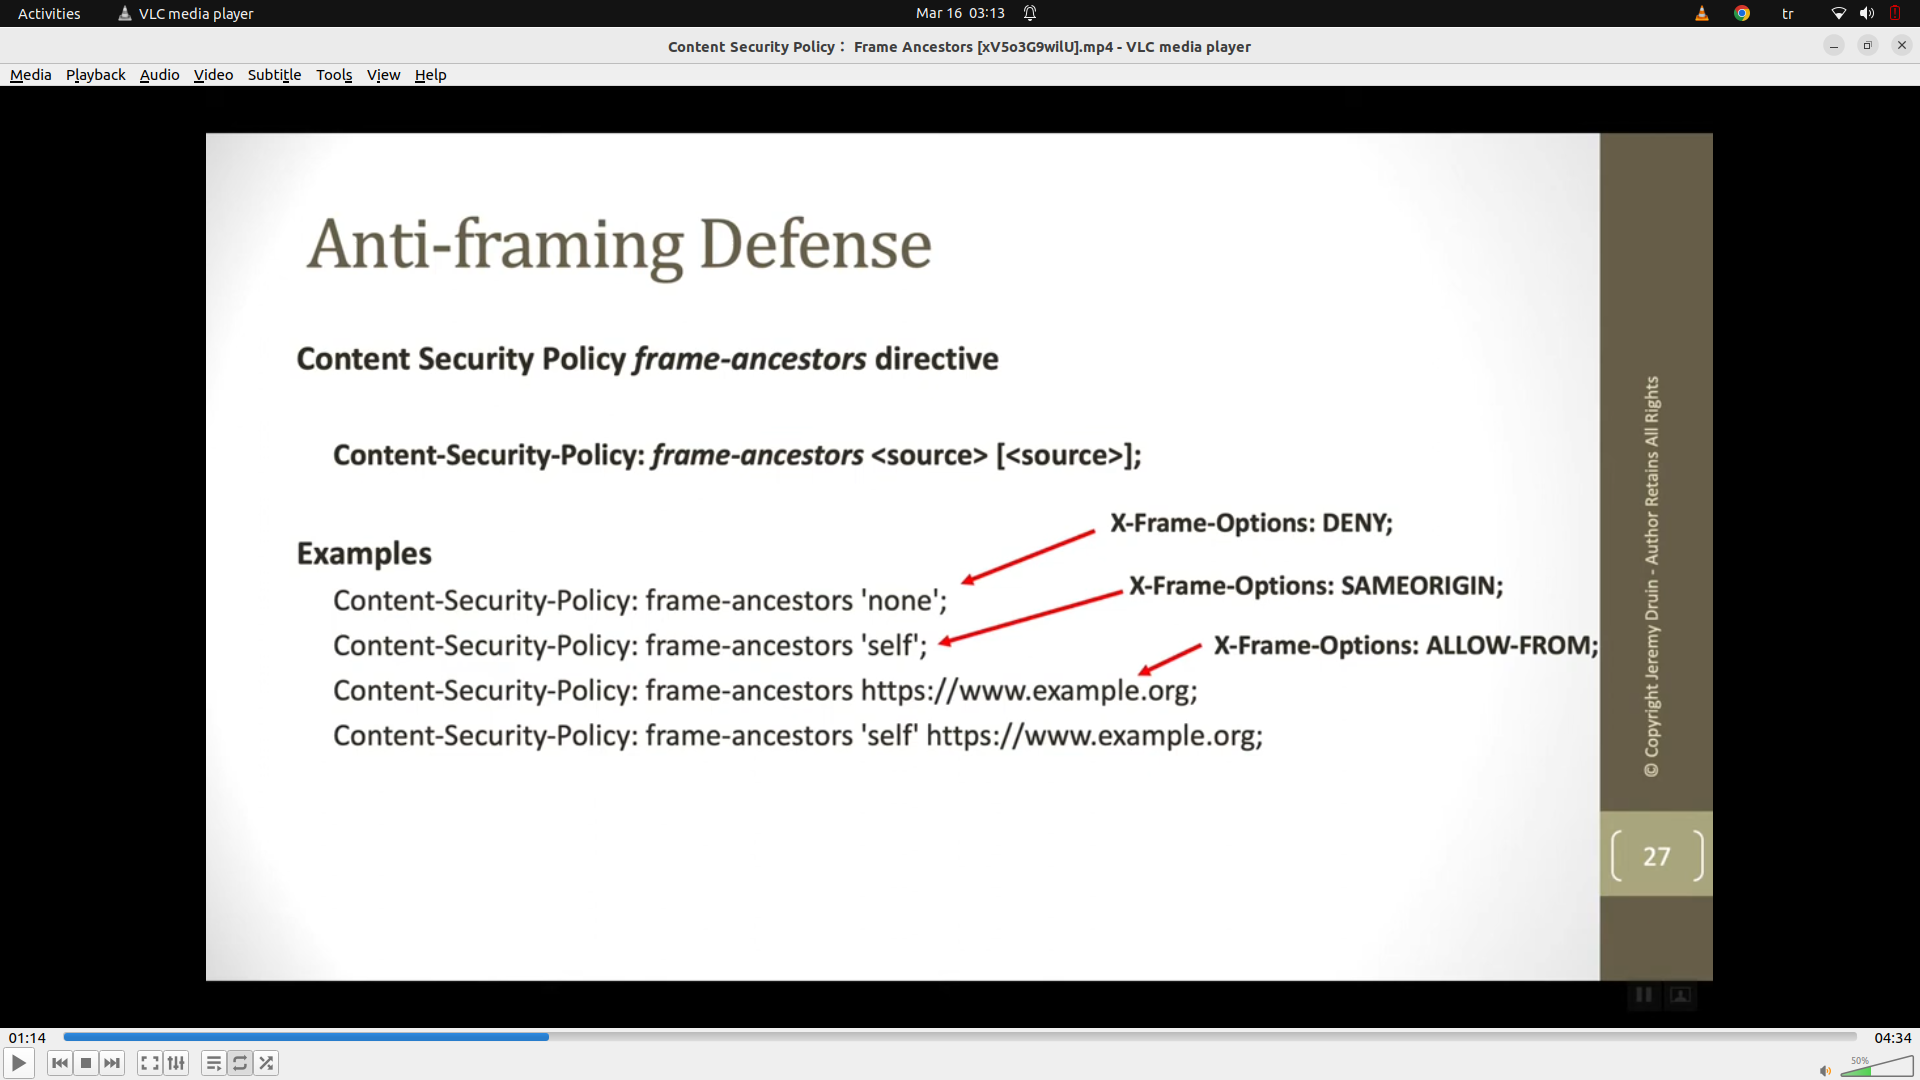 Activities
VLC media player
Mar 16 03:13
tr
Content Security Policy： Frame Ancestors [xV5o3G9wilU].mp4 - VLC media player
Media Playback Audio Video Subtitle Tools View Help
Anti-framing Defense
Content Security Policy frame-ancestors directive
Content-Security-Policy: frame-ancestors <source> [<source>];
X-Frame-Options: DENY;
Examples
X-Frame-Options: SAMEORIGIN;
Content-Security-Policy: frame-ancestors 'none';
Content-Security-Policy: frame-ancestors 'self';
X-Frame-Options: ALLOW-FROM;
Content-Security-Policy: frame-ancestors https://www.example.org;
Content-Security-Policy: frame-ancestors 'self' https://www.example.org;
© Copyright Jeremy Druin - Author Retains All Rights
27
01:14
04:34
50%